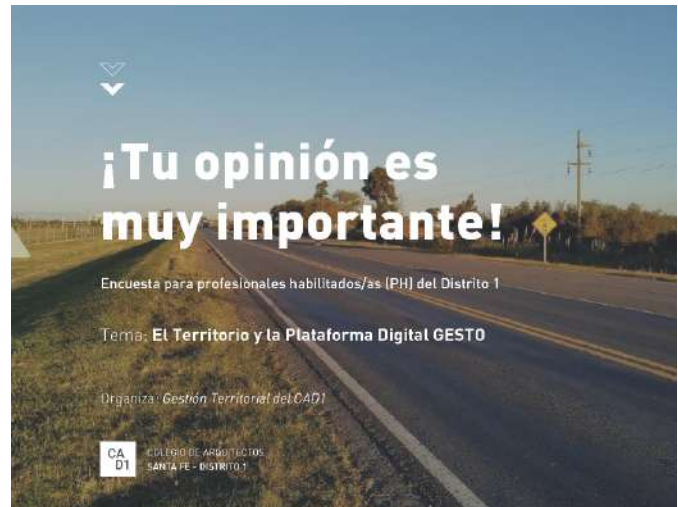 ¡Tu opinión es
muy importante!
Encuesta para profesionales habilitados/as (PH) del Distrito 1
Tema: El Territorio y la Plataforma Digital GESTO
Organiza: Gestión Territorial del CAD1
CA
D1
COLEGIO DE ARQUITECTOS
SANTA FE - DISTRITO 1